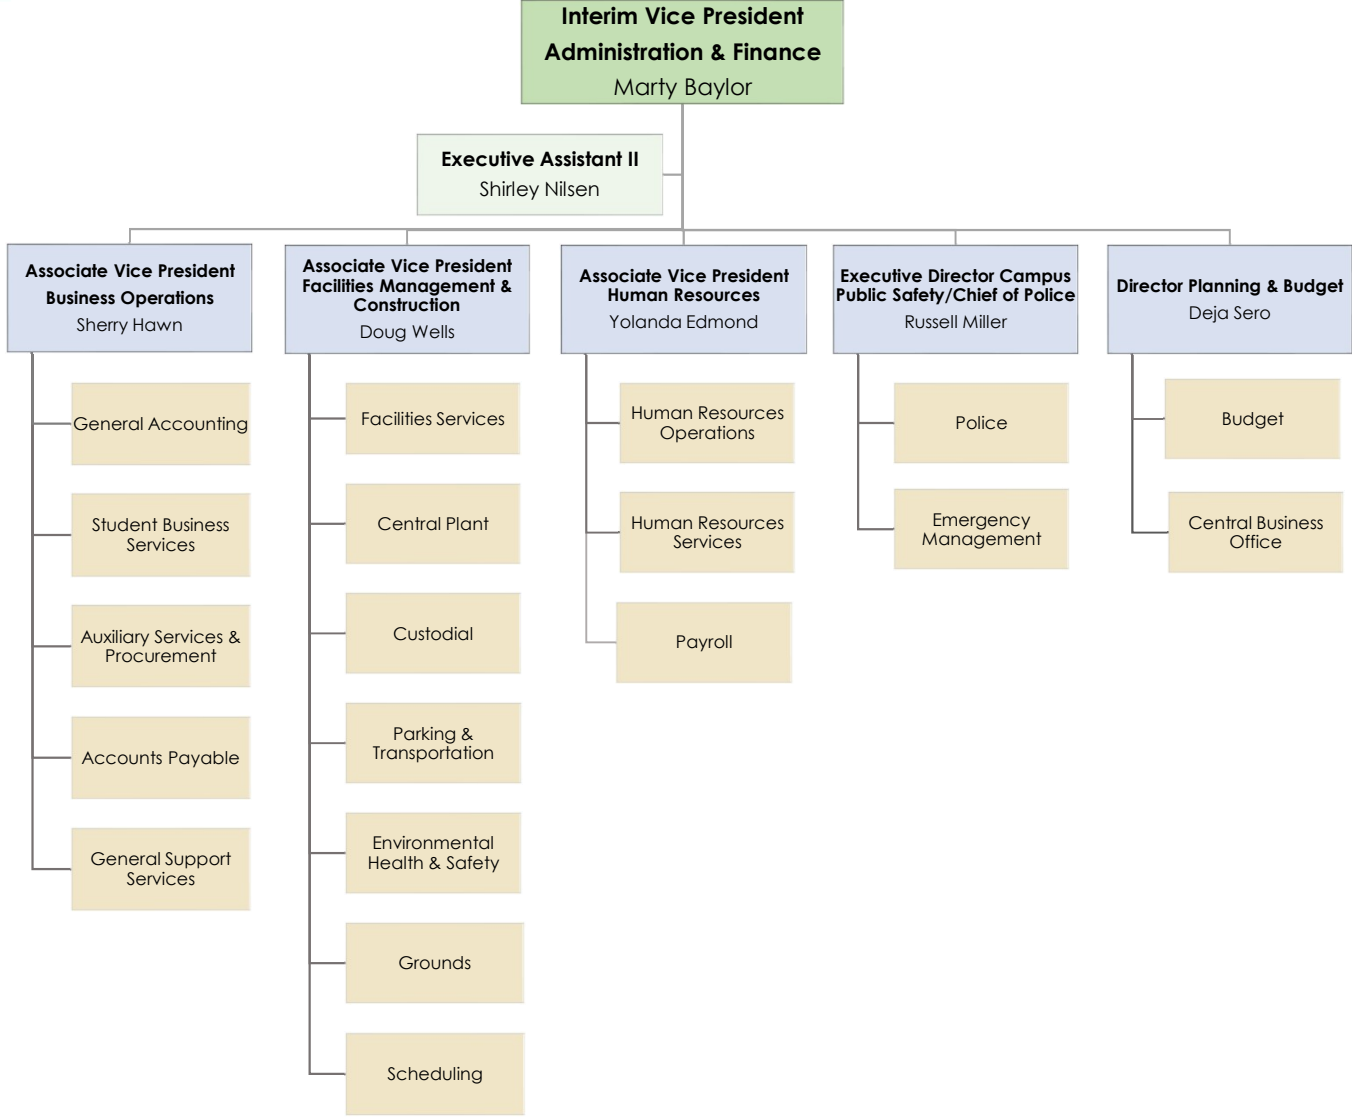 Interim Vice President
Administration & Finance
Marty Baylor
Executive Assistant II
Shirley Nilsen
Associate Vice President
Business Operations
Sherry Hawn
Associate Vice President
Facilities Management &
Construction
Doug Wells
Associate Vice President
Human Resources
Yolanda Edmond
Executive Director Campus
Public Safety/Chief of Police
Russell Miller
Director Planning & Budget
Deja Sero
General Accounting
Student Business
Services
Auxiliary Services &
Procurement
Accounts Payable
General Support
Services
Facilities Services
Central Plant
Custodial
Parking &
Transportation
Environmental
Health & Safety
Grounds
Scheduling
Human Resources
Operations
Human Resources
Services
Payroll
Police
Emergency
Management
Budget
Central Business
Office